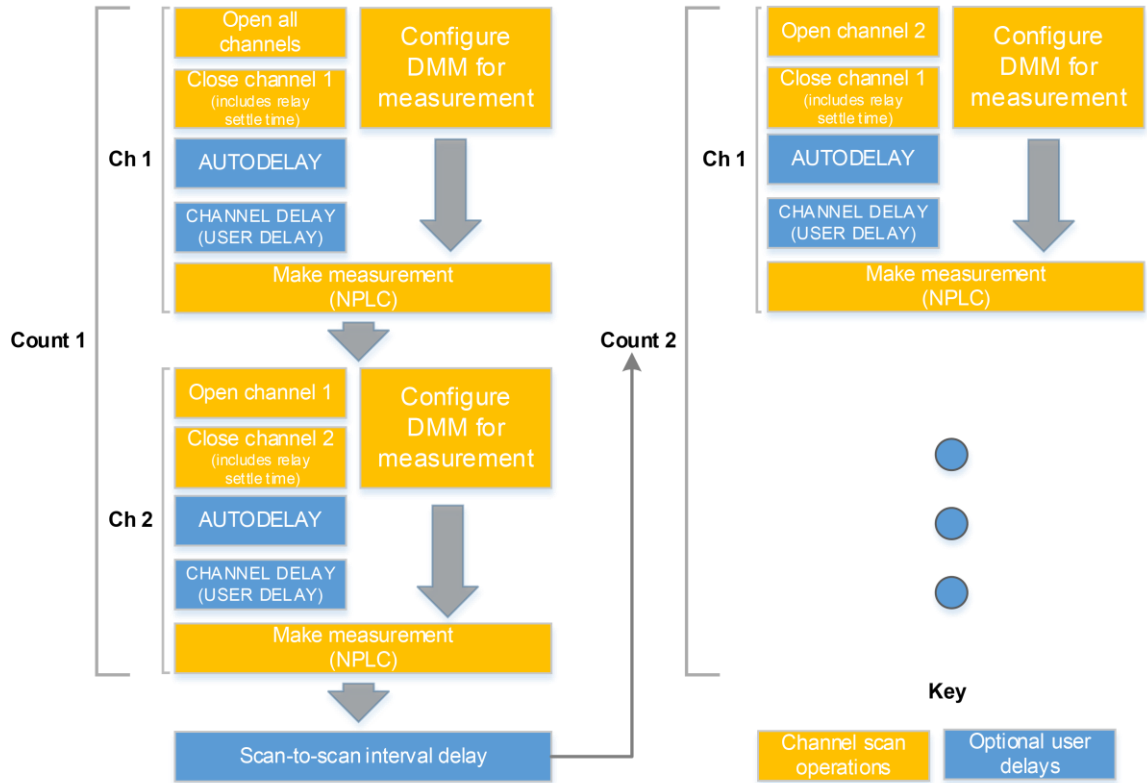 Count 1
Ch 1
Open all
channels
Configure
DMM for
measurement
Close channel 1
(includes relay
settle time)
AUTODELAY
CHANNEL DELAY
(USER DELAY)
Make measurement
(NPLC)
Ch 2
Open channel 1
Configure
DMM for
measurement
Close channel 2
(includes relay
settle time)
AUTODELAY
CHANNEL DELAY
(USER DELAY)
Make measurement
(NPLC)
Scan-to-scan interval delay
Count 2
Ch 1
Open channel 2
Configure
DMM for
measurement
Close channel 1
(includes relay
settle time)
AUTODELAY
CHANNEL DELAY
(USER DELAY)
Make measurement
(NPLC)
Key
Channel scan
operations
Optional user
delays